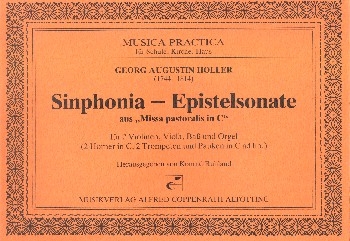 MUSICA PRACTICA
für Schule, Kirche, Haus
GEORG AUGUSTIN HOLLER
(1744 - 1814)
Sinphonia – Epistelsonate
aus „Missa pastoralis in C“
für 2 Violinen, Viola, Baß und Orgel
(2 Hörner in C, 2 Trompeten und Pauken in C ad lib.)
Herausgegeben von Konrad Ruhland
MUSIKVERLAG ALFRED COPPENRATH ALTÖTTING